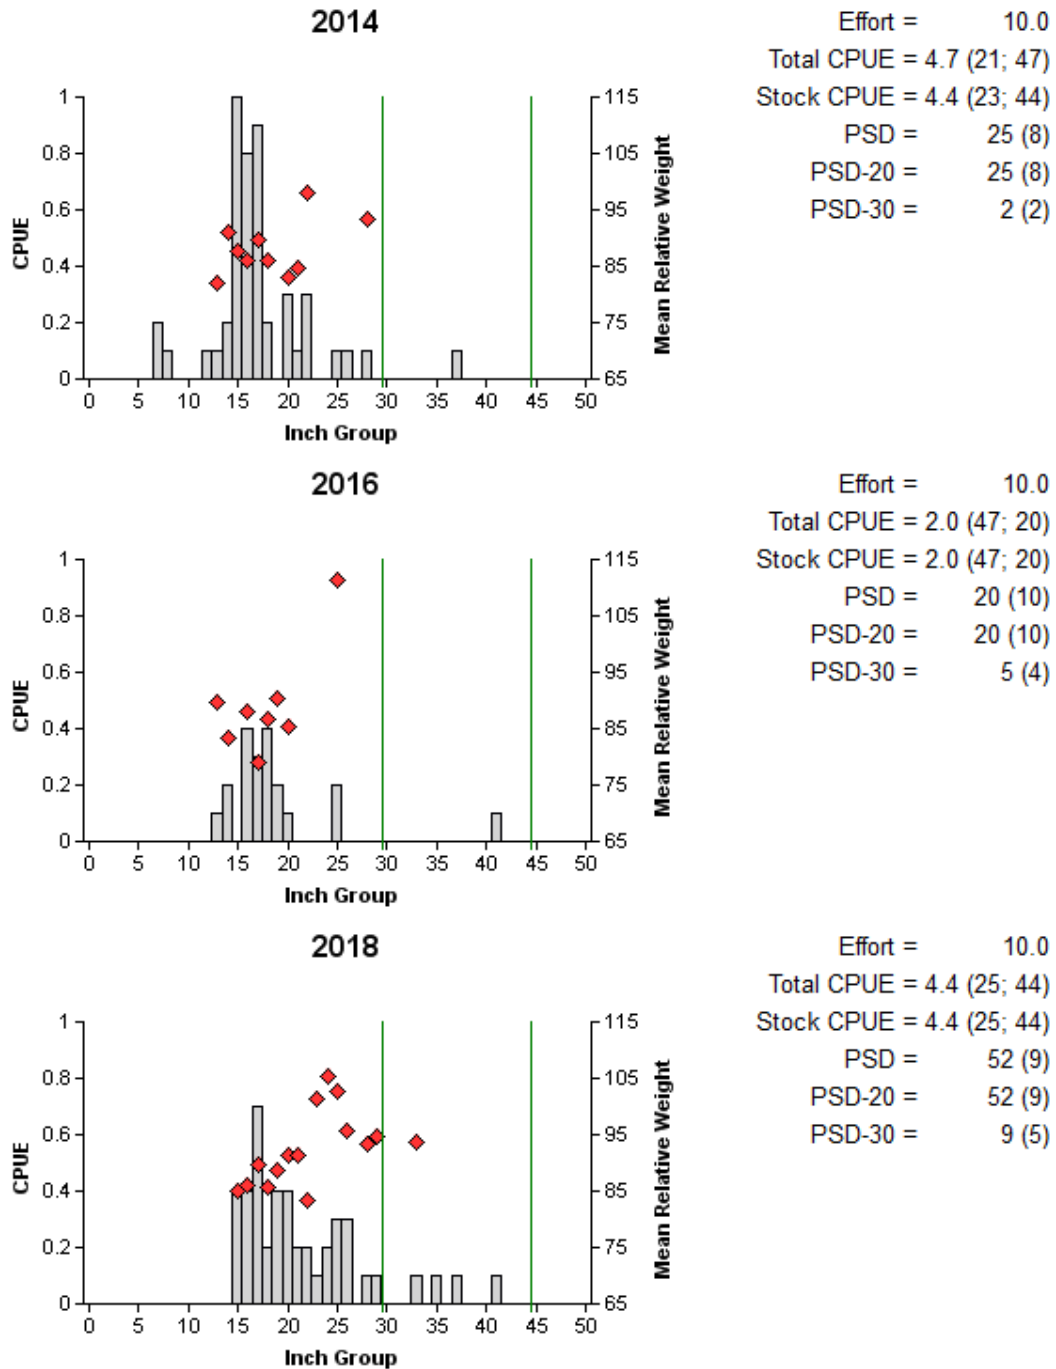 2014
Effort = 10.0
Total CPUE = 4.7 (21; 47)
Stock CPUE = 4.4 (23; 44)
PSD = 25 (8)
PSD-20 = 25 (8)
PSD-30 = 2 (2)
1
0.8
0.6
0.4
0.2
0
CPUE
115
105
95
85
75
65
Mean Relative Weight
0 5 10 15 20 25 30 35 40 45 50
Inch Group
2016
Effort = 10.0
Total CPUE = 2.0 (47; 20)
Stock CPUE = 2.0 (47; 20)
PSD = 20 (10)
PSD-20 = 20 (10)
PSD-30 = 5 (4)
1
0.8
0.6
0.4
0.2
0
CPUE
115
105
95
85
75
65
Mean Relative Weight
0 5 10 15 20 25 30 35 40 45 50
Inch Group
2018
Effort = 10.0
Total CPUE = 4.4 (25; 44)
Stock CPUE = 4.4 (25; 44)
PSD = 52 (9)
PSD-20 = 52 (9)
PSD-30 = 9 (5)
1
0.8
0.6
0.4
0.2
0
CPUE
115
105
95
85
75
65
Mean Relative Weight
0 5 10 15 20 25 30 35 40 45 50
Inch Group